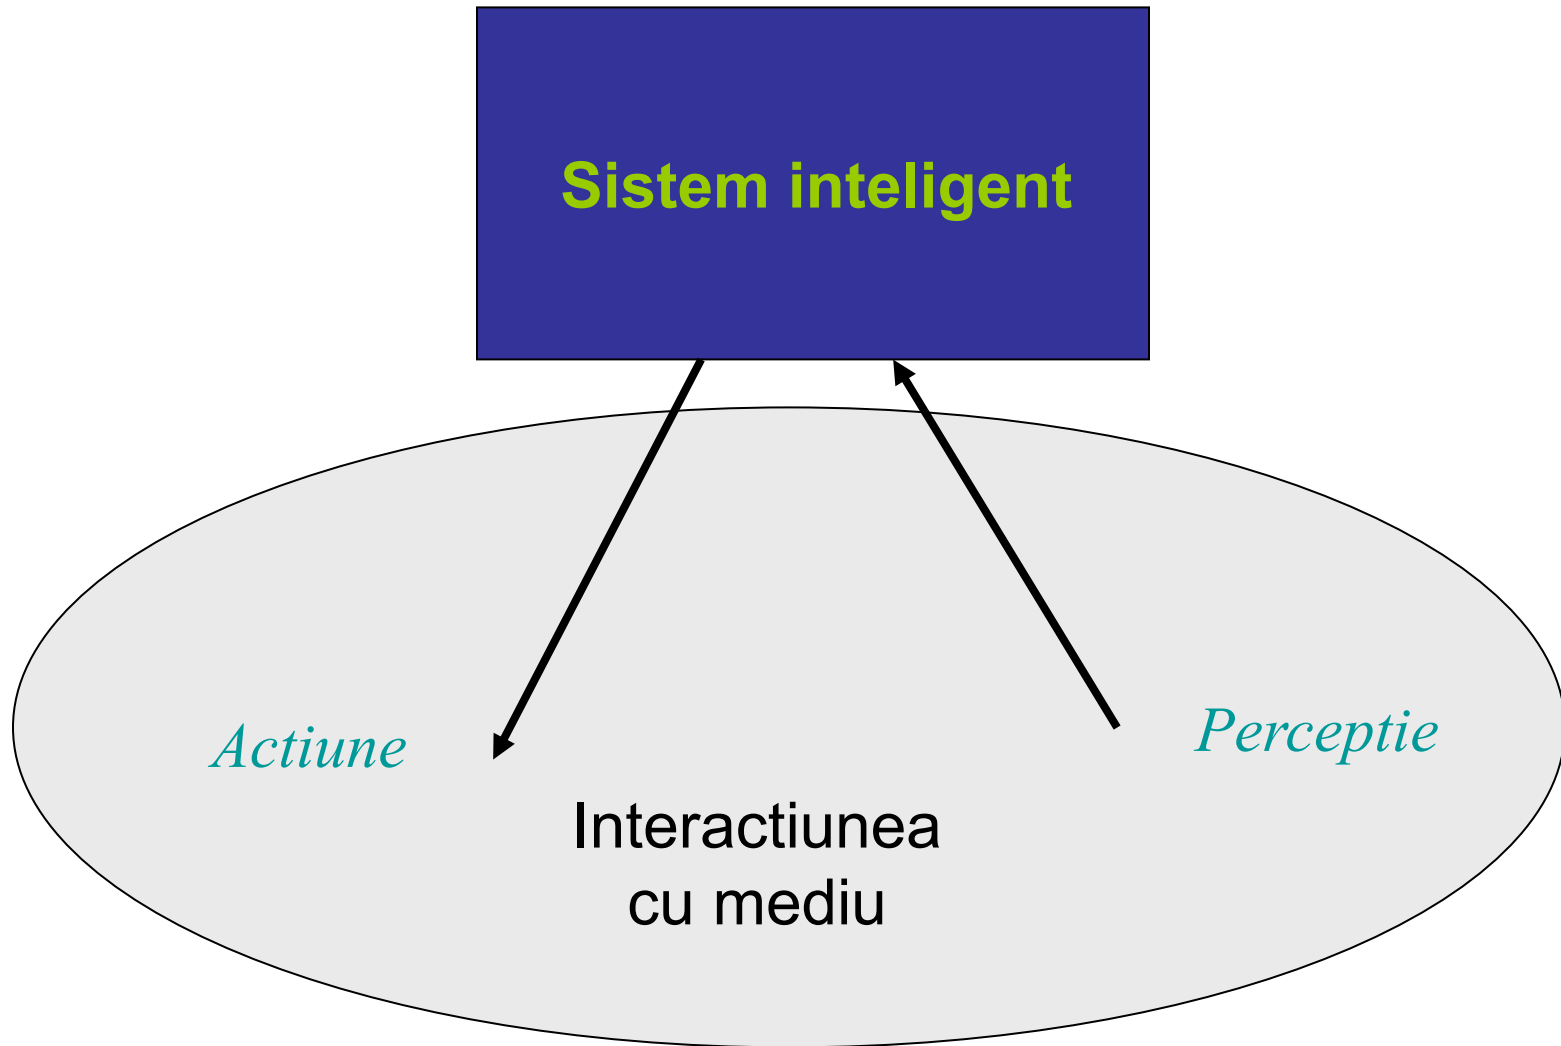 Sistem inteligent
Actiune
Perceptie
Interactiunea
cu mediu